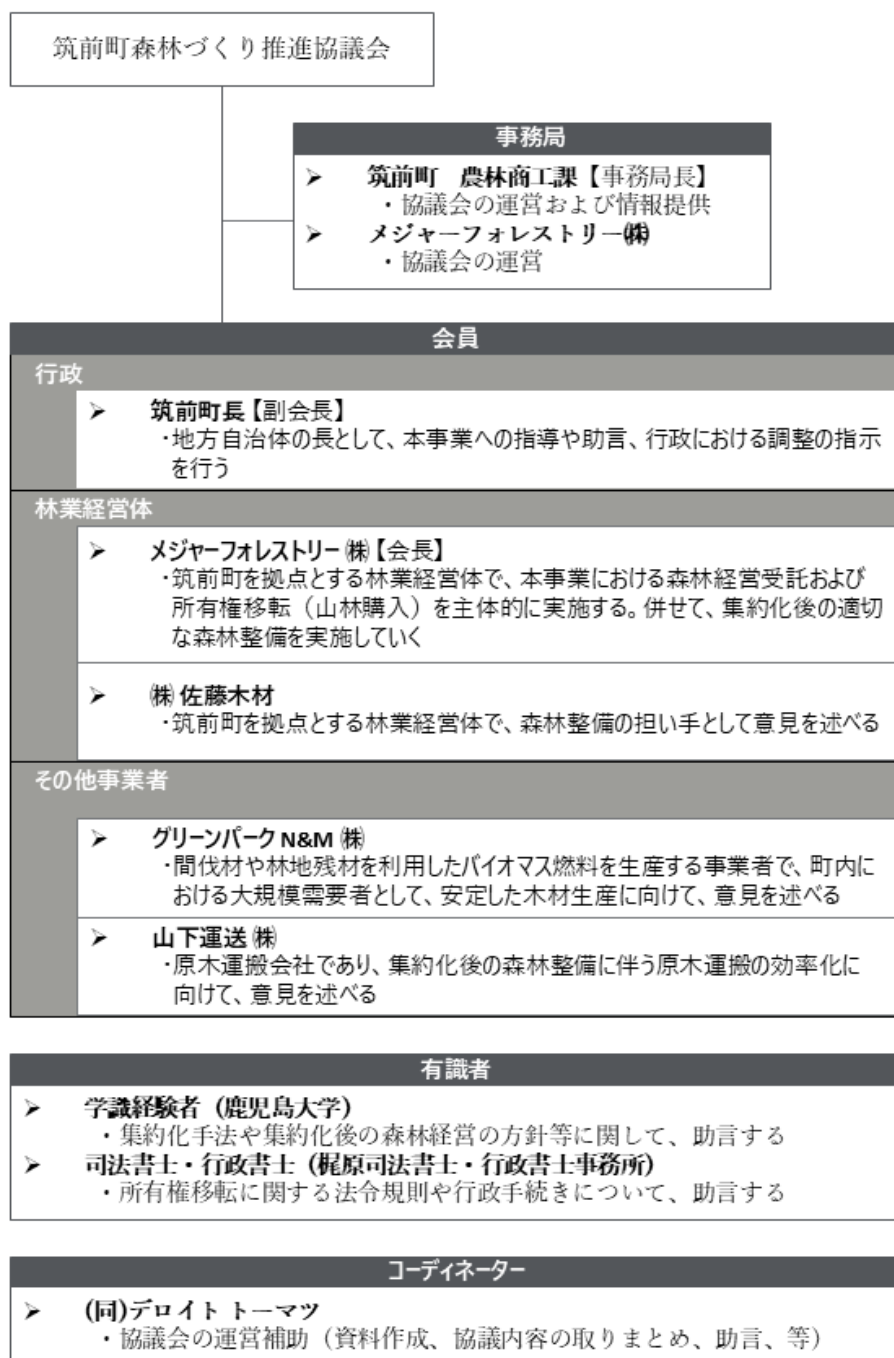 筑前町森林づくり推進協議会
事務局
➢ 筑前町 農林商工課【事務局長】
・協議会の運営および情報提供
➢ メジャーフォレストリー㈱
・協議会の運営
会員
行政
➢ 筑前町長【副会長】
・地方自治体の長として、本事業への指導や助言、行政における調整の指示
を行う
林業経営体
➢ メジャーフォレストリー㈱【会長】
・筑前町を拠点とする林業経営体で、本事業における森林経営受託および
所有権移転（山林購入）を主体的に実施する。併せて、集約化後の適切
な森林整備を実施していく
➢ ㈱佐藤木材
・筑前町を拠点とする林業経営体で、森林整備の担い手として意見を述べる
その他事業者
➢ グリーンパーク N&M ㈱
・間伐材や林地残材を利用したバイオマス燃料を生産する事業者で、町内に
おける大規模需要者として、安定した木材生産に向けて、意見を述べる
➢ 山下運送㈱
・原木運搬会社であり、集約化後の森林整備に伴う原木運搬の効率化に
向けて、意見を述べる
有識者
➢ 学識経験者（鹿児島大学）
・集約化手法や集約化後の森林経営の方針等に関して、助言する
➢ 司法書士・行政書士（梶原司法書士・行政書士事務所）
・所有権移転に関する法令規則や行政手続きについて、助言する
コーディネーター
➢ (同)デロイト トーマツ
・協議会の運営補助（資料作成、協議内容の取りまとめ、助言、等）